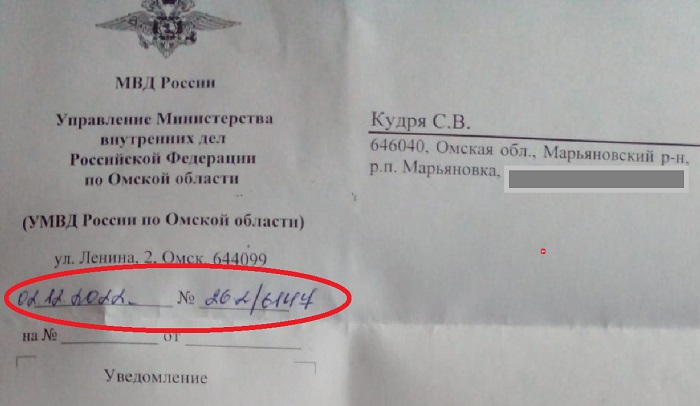 МВД России
Управление Министерства
внутренних дел
Российской Федерации
по Омской области
(УМВД России по Омской области)
ул. Ленина, 2, Омск, 644099
02.12.2022 № 262/6147
на № от
Уведомление
Кудря С.В.
646040, Омская обл., Марьяновский р-н,
р.п. Марьяновка,